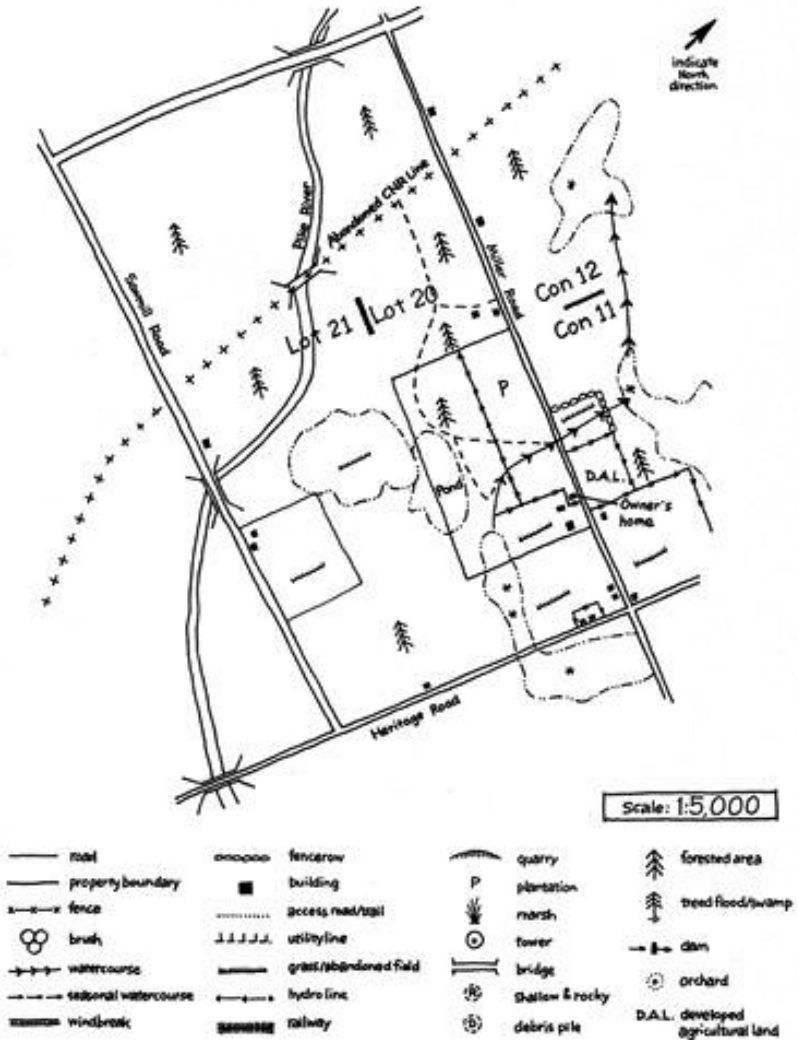 indicate
North
direction
Abandoned CNR Line
Pine River
Sawmill Road
Miller Road
Con 12
Con 11
Lot 21
Lot 20
P
Pond
D.A.L.
Owner's
home
Heritage Road
Scale: 1:5,000
road
property boundary
fence
brush
watercourse
seasonal watercourse
windbreak
fencerow
building
access road/trail
utility line
grass/abandoned field
hydro line
railway
quarry
P plantation
marsh
tower
bridge
R shallow & rocky
D debris pile
forested area
treed flood/swamp
dam
orchard
D.A.L. developed
agricultural land